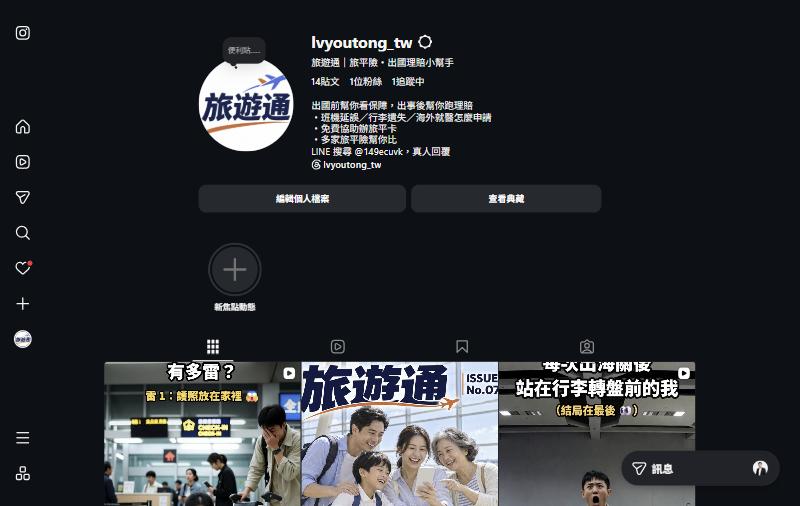 lvyoutong_tw
便利貼......
旅遊通｜旅平險・出國理賠小幫手
14貼文 1位粉絲 1追蹤中
旅遊通
出國前幫你看保障，出事後幫你跑理賠
・班機延誤／行李遺失／海外就醫怎麼申請
・免費協助辦旅平卡
・多家旅平險幫你比
LINE 搜尋 @149ecuvk，真人回覆
lvyoutong_tw
編輯個人檔案
查看典藏
新焦點動態
有多雷？
雷 1：護照放在家裡
CHECK-IN
CHECK-IN
旅遊通
ISSUE
No.07
每次出海關後
站在行李轉盤前的我
（結局在最後）
訊息